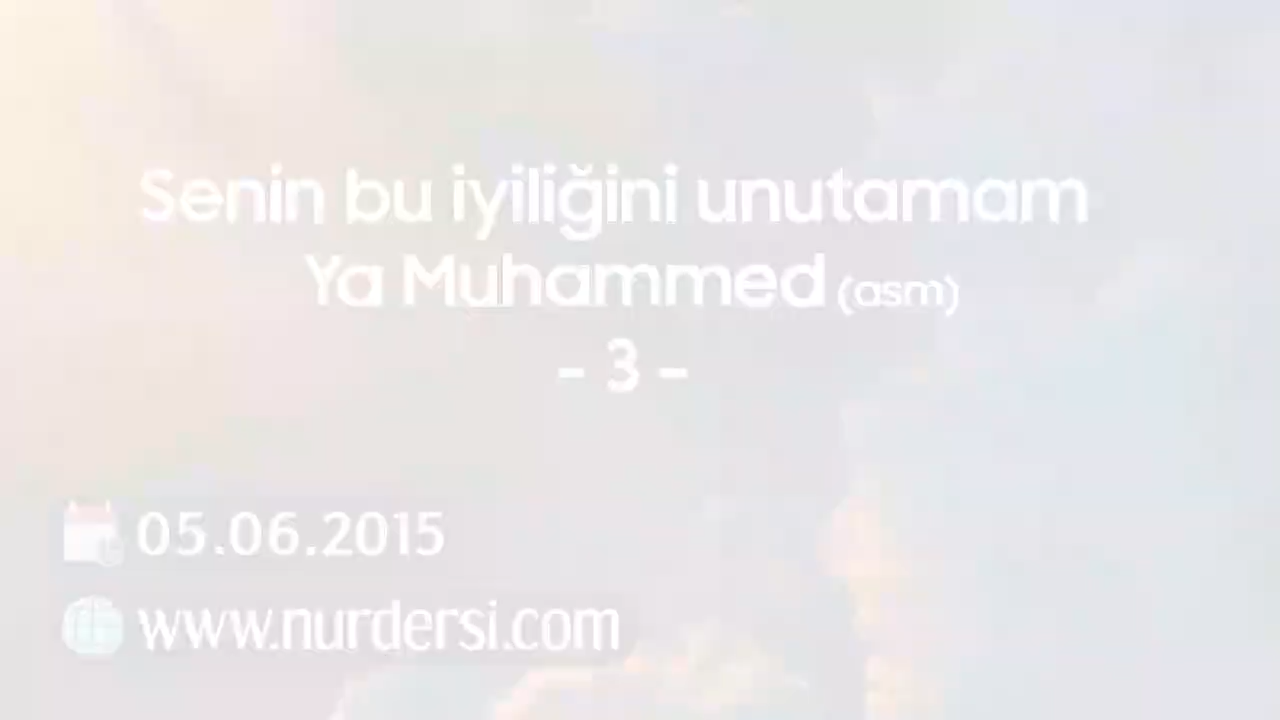 Senin bu iyiliğini unutamam
Ya Muhammed (asm)
- 3 -
05.06.2015
www.nurdersi.com